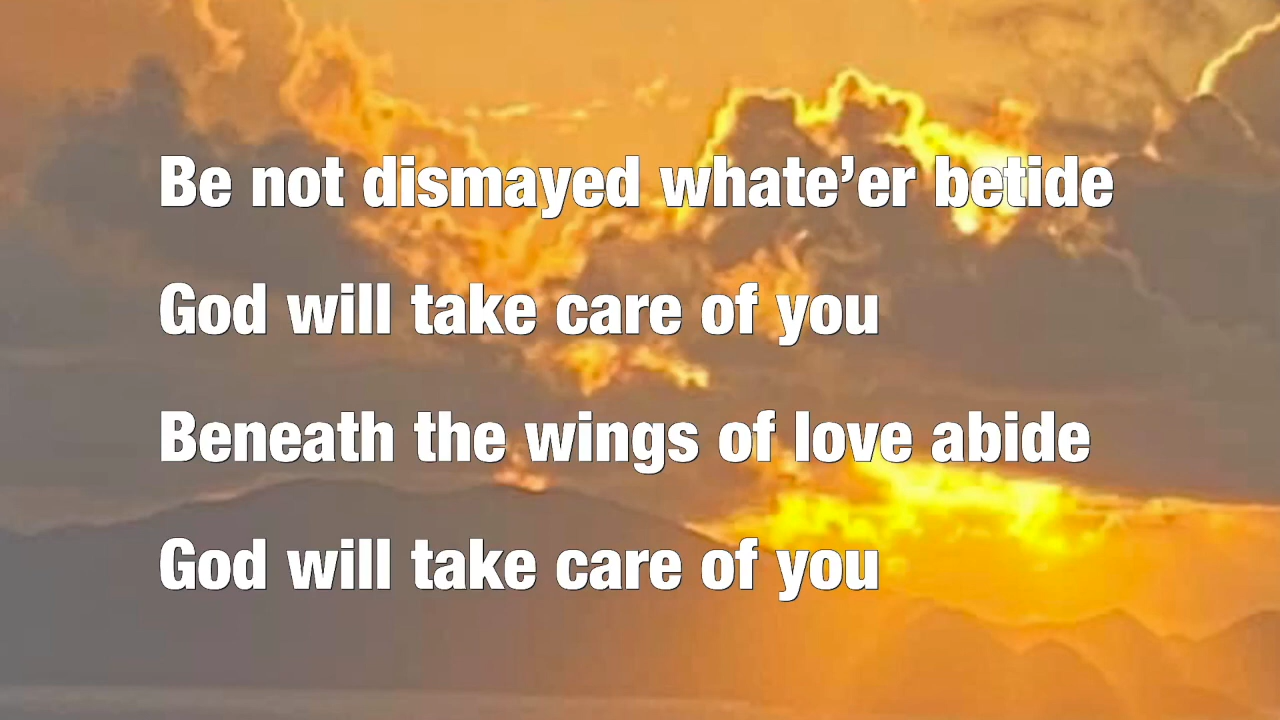 Be not dismayed whate’er betide
God will take care of you
Beneath the wings of love abide
God will take care of you